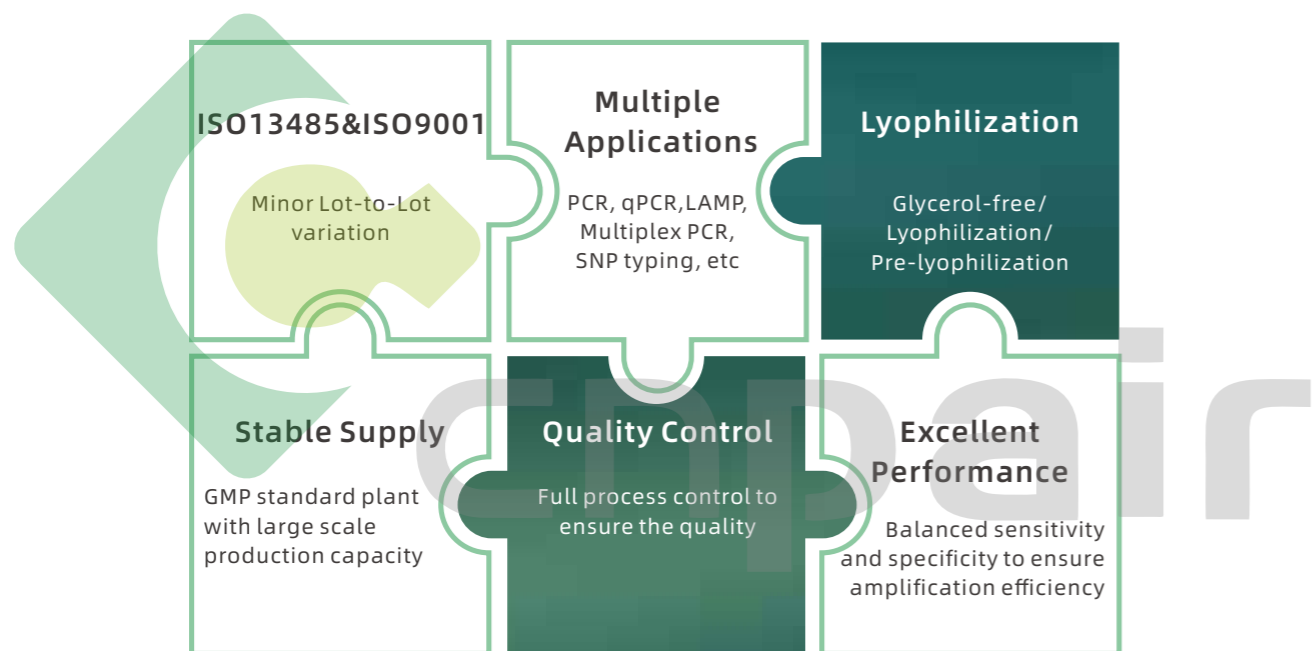 ISO13485&ISO9001
Minor Lot-to-Lot
variation
Multiple
Applications
PCR, qPCR,LAMP,
Multiplex PCR,
SNP typing, etc
Lyophilization
Glycerol-free/
Lyophilization/
Pre-lyophilization
Stable Supply
GMP standard plant
with large scale
production capacity
Quality Control
Full process control to
ensure the quality
Excellent
Performance
Balanced sensitivity
and specificity to ensure
amplification efficiency
cnpair